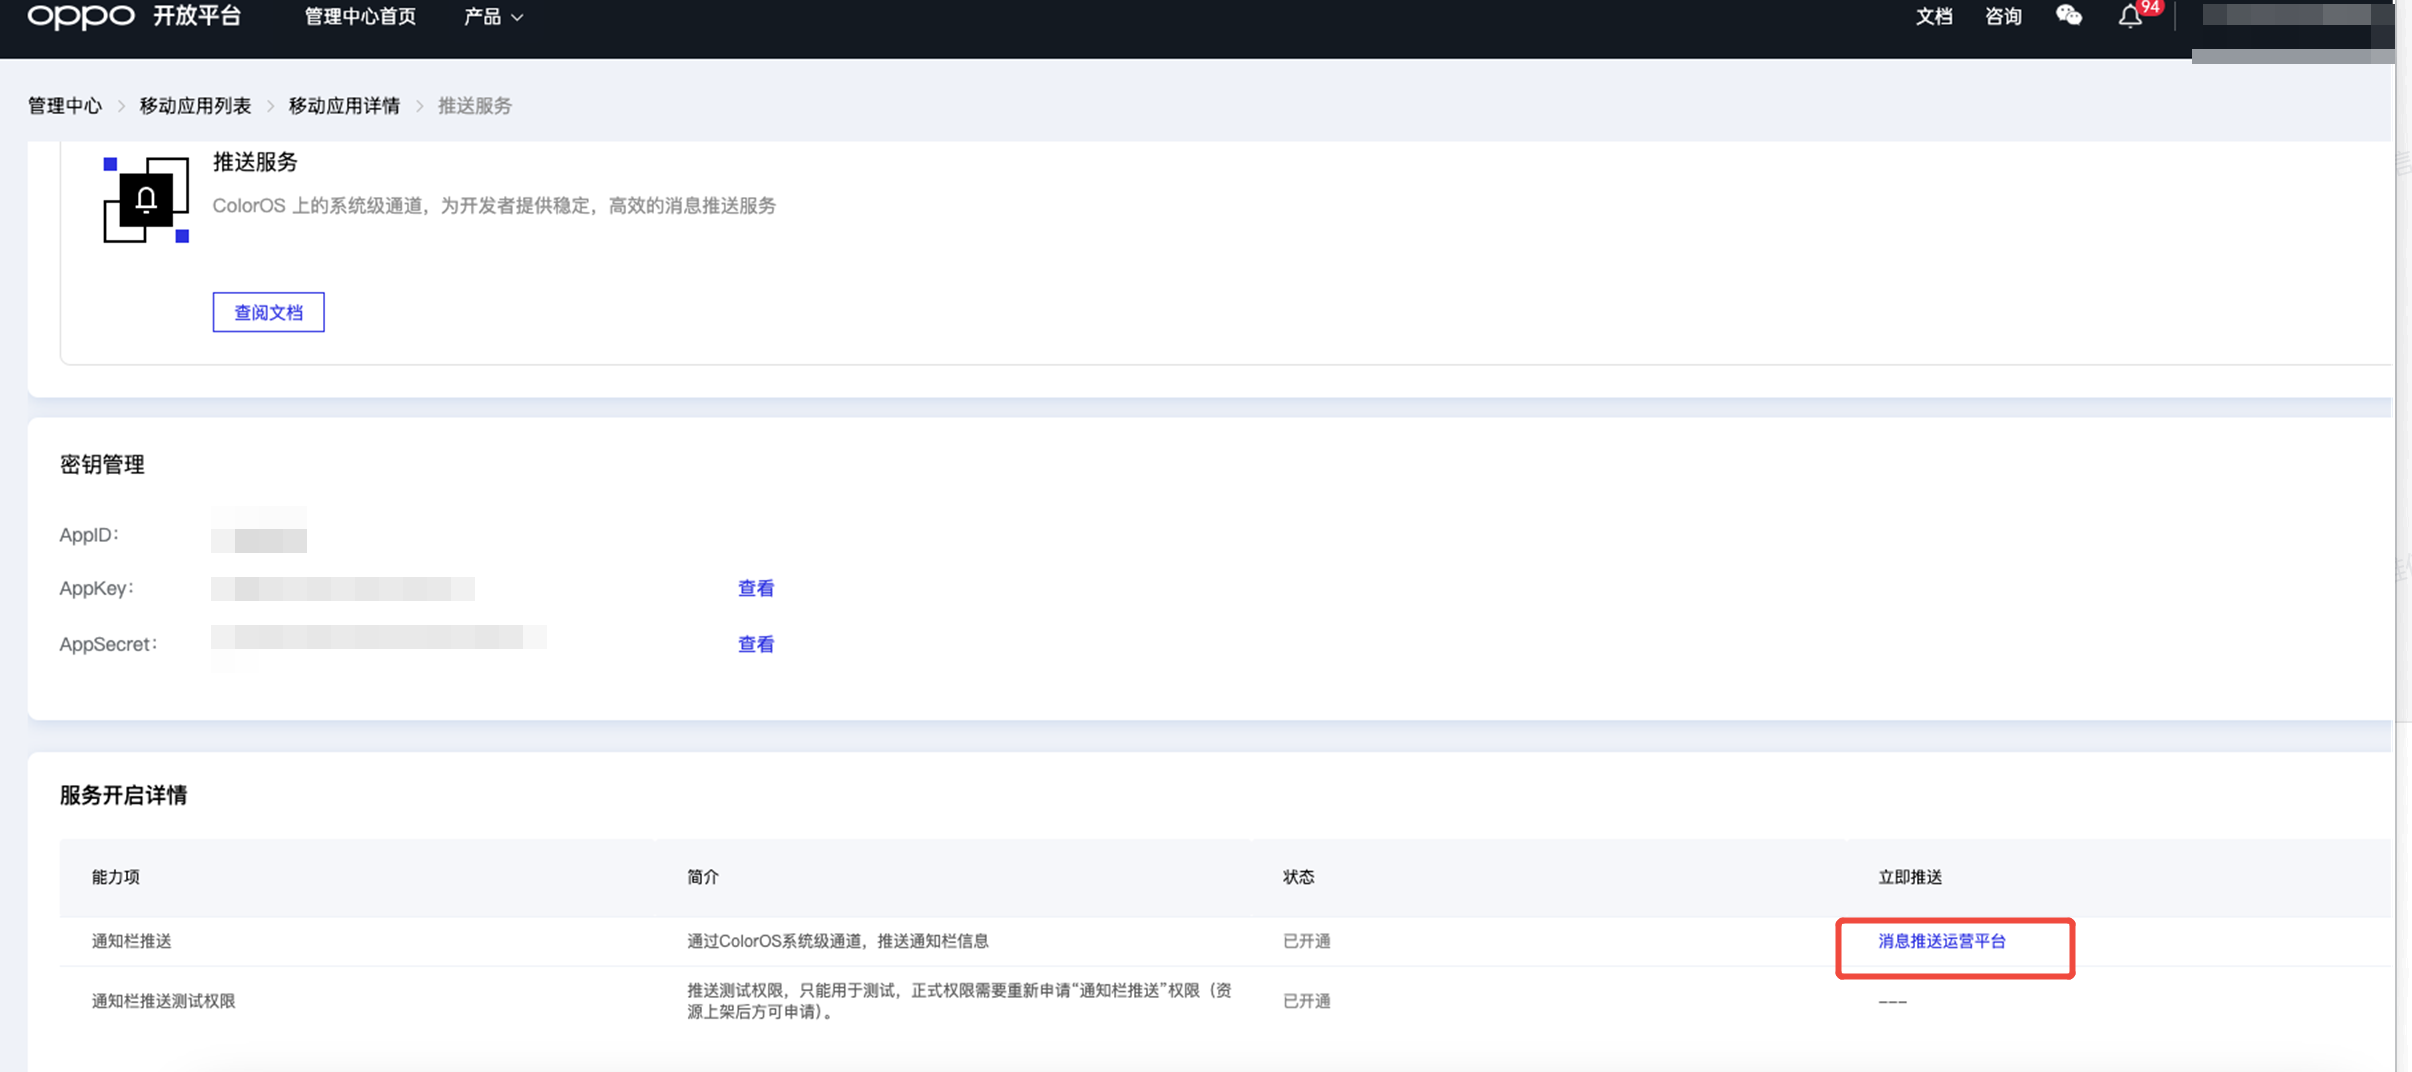 oppo 开放平台 管理中心首页 产品 文档 咨询 94
管理中心 > 移动应用列表 > 移动应用详情 > 推送服务
推送服务
ColorOS 上的系统级通道，为开发者提供稳定，高效的消息推送服务
查阅文档
密钥管理
AppID：
AppKey： 查看
AppSecret： 查看
服务开启详情
能力项 简介 状态 立即推送
通知栏推送 通过ColorOS系统级通道，推送通知栏信息 已开通 消息推送运营平台
通知栏推送测试权限 推送测试权限，只能用于测试，正式权限需要重新申请“通知栏推送”权限（资 已开通 ---
源上架后方可申请）。